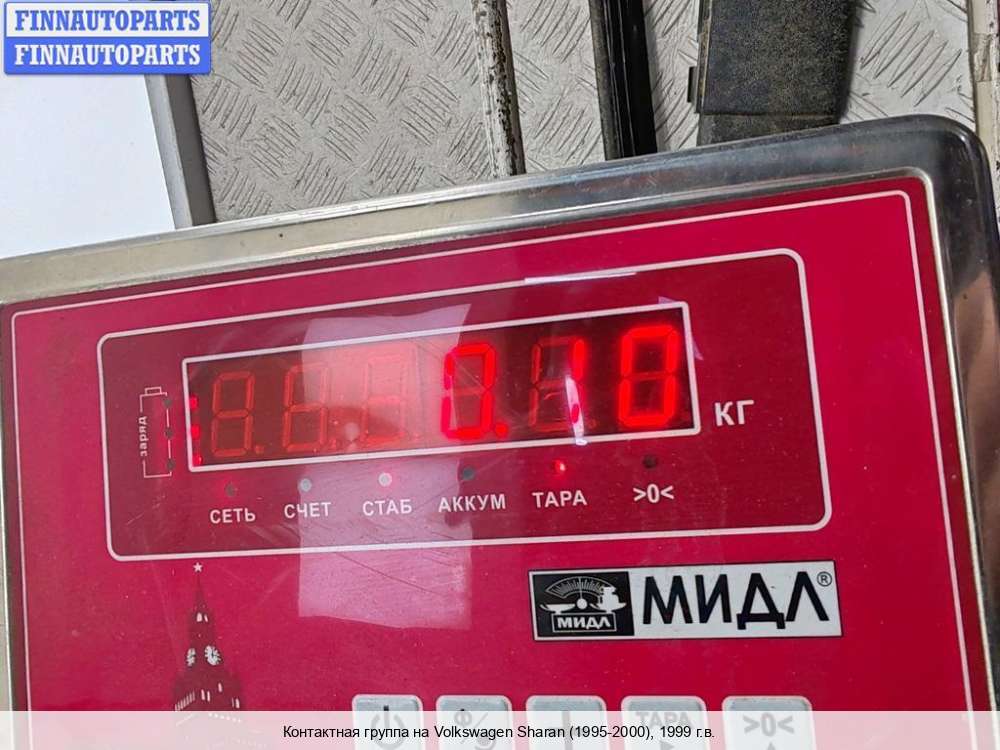 FINNAUTOPARTS
FINNAUTOPARTS
0.10
КГ
заряд
СЕТЬ СЧЕТ СТАБ АККУМ ТАРА >0<
МИДЛ МИДЛ®
ТАРА >0<
Контактная группа на Volkswagen Sharan (1995-2000), 1999 г.в.